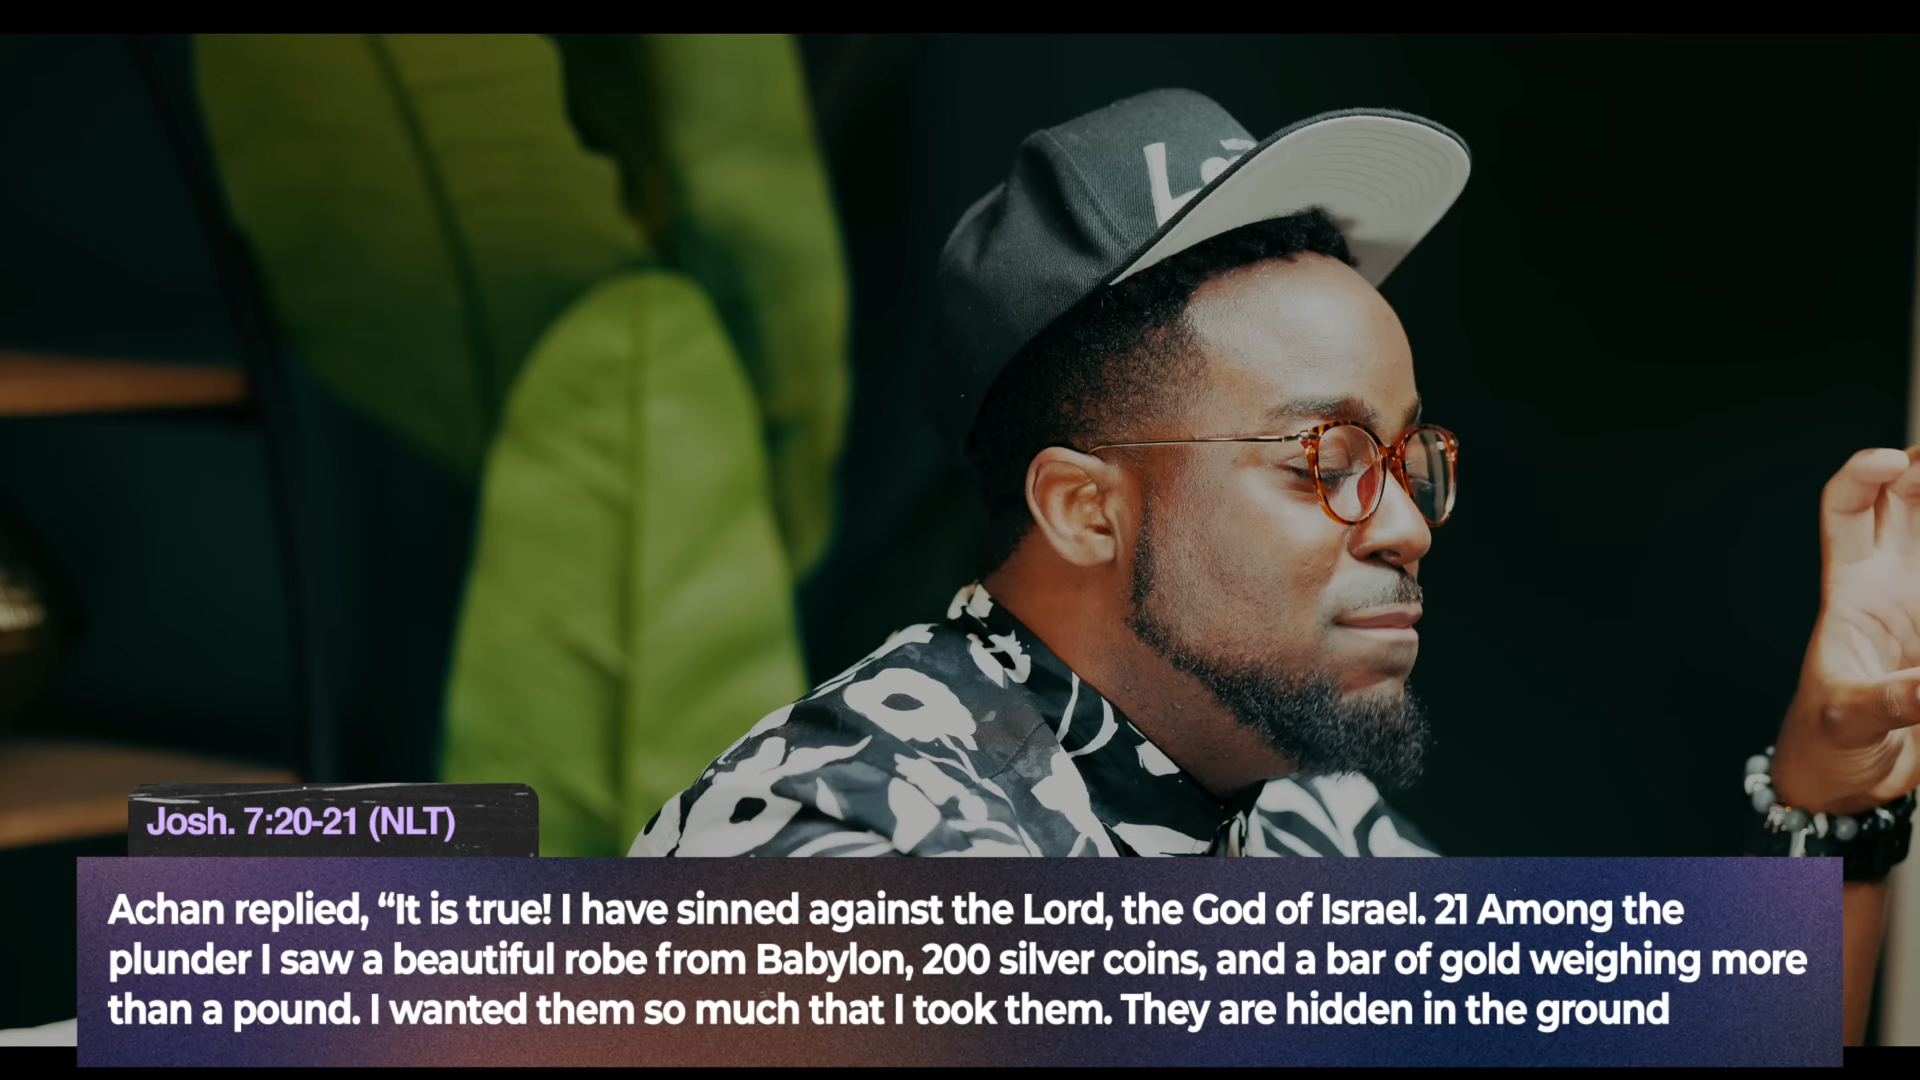 Josh. 7:20-21 (NLT)
Achan replied, “It is true! I have sinned against the Lord, the God of Israel. 21 Among the
plunder I saw a beautiful robe from Babylon, 200 silver coins, and a bar of gold weighing more
than a pound. I wanted them so much that I took them. They are hidden in the ground